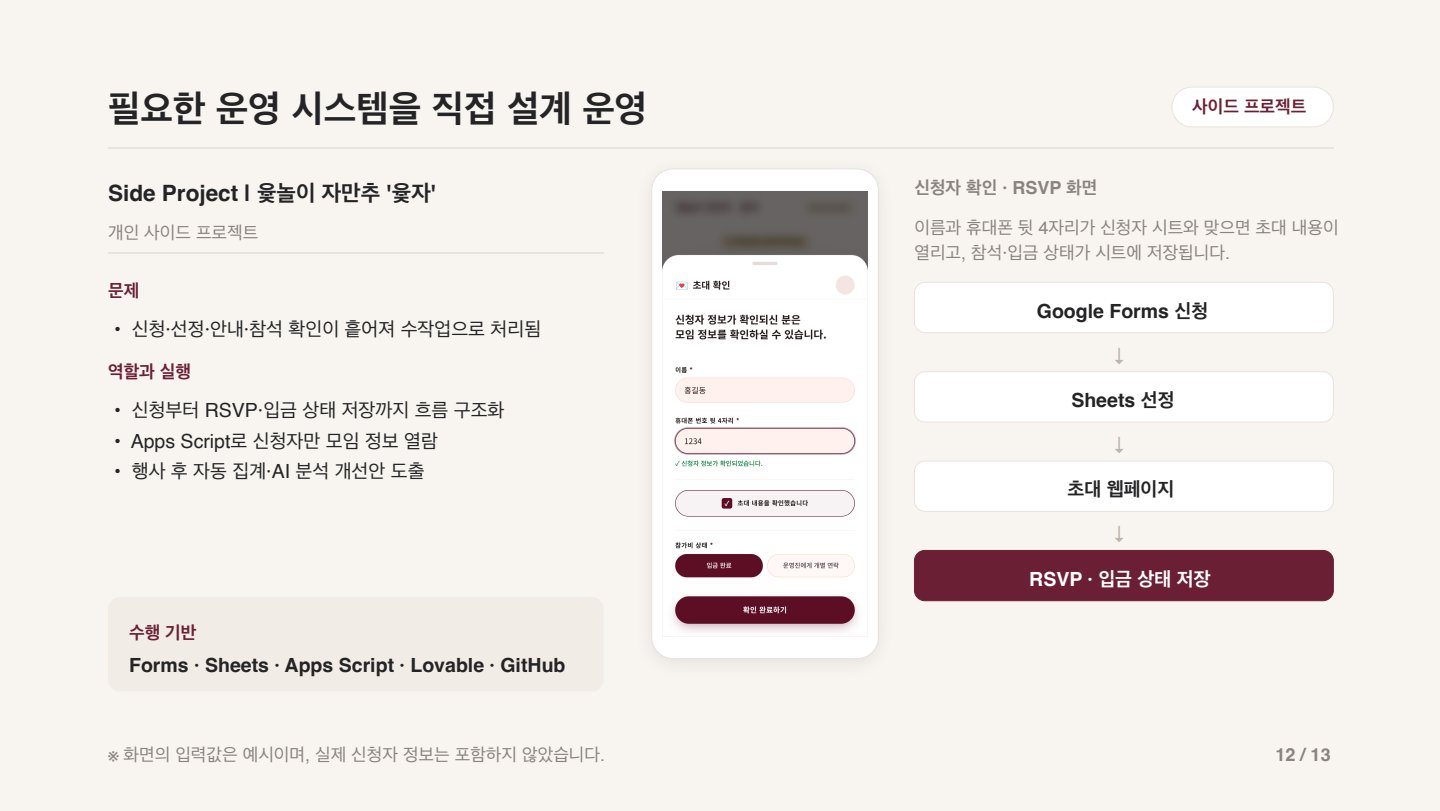 필요한 운영 시스템을 직접 설계 운영
사이드 프로젝트
Side Project | 윷놀이 자만추 '윷자'
개인 사이드 프로젝트
문제
• 신청·선정·안내·참석 확인이 흩어져 수작업으로 처리됨
역할과 실행
• 신청부터 RSVP·입금 상태 저장까지 흐름 구조화
• Apps Script로 신청자만 모임 정보 열람
• 행사 후 자동 집계·AI 분석 개선안 도출
수행 기반
Forms · Sheets · Apps Script · Lovable · GitHub
초대 확인
신청자 정보가 확인되신 분은
모임 정보를 확인하실 수 있습니다.
이름 *
홍길동
휴대폰 번호 뒷 4자리 *
1234
✓ 신청자 정보가 확인되었습니다.
✓ 초대 내용을 확인했습니다
참가비 상태 *
입금 완료
운영진에게 개별 연락
확인 완료하기
신청자 확인 · RSVP 화면
이름과 휴대폰 뒷 4자리가 신청자 시트와 맞으면 초대 내용이
열리고, 참석·입금 상태가 시트에 저장됩니다.
Google Forms 신청
↓
Sheets 선정
↓
초대 웹페이지
↓
RSVP · 입금 상태 저장
※ 화면의 입력값은 예시이며, 실제 신청자 정보는 포함하지 않았습니다.
12 / 13